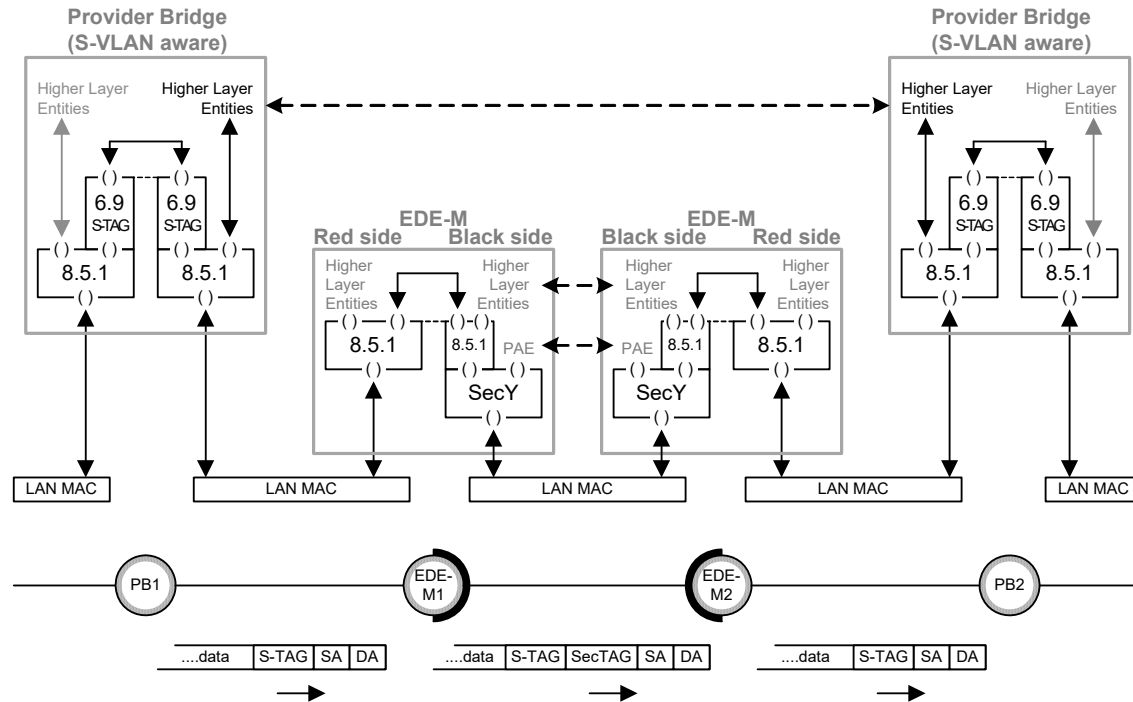 Provider Bridge
(S-VLAN aware)
Provider Bridge
(S-VLAN aware)
Higher Layer
Entities
Higher Layer
Entities
Higher Layer
Entities
Higher Layer
Entities
( ) ( )
6.9
S-TAG
6.9
S-TAG
( ) ( ) ( ) ( )
8.5.1
8.5.1
( ) ( )
( ) ( )
6.9
S-TAG
6.9
S-TAG
( ) ( ) ( ) ( )
8.5.1
8.5.1
( ) ( )
EDE-M
Red side
Black side
EDE-M
Black side
Red side
Higher
Layer
Entities
Higher
Layer
Entities
Higher
Layer
Entities
Higher
Layer
Entities
( ) ( ) ( ) ( )
8.5.1
8.5.1
PAE
( ) ( ) ( )
SecY
( )
( ) ( ) ( ) ( )
PAE
8.5.1
8.5.1
( ) ( ) ( )
SecY
( )
LAN MAC
LAN MAC
LAN MAC
LAN MAC
LAN MAC
PB1
EDE-
M1
EDE-
M2
PB2
....data S-TAG SA DA
....data S-TAG SecTAG SA DA
....data S-TAG SA DA